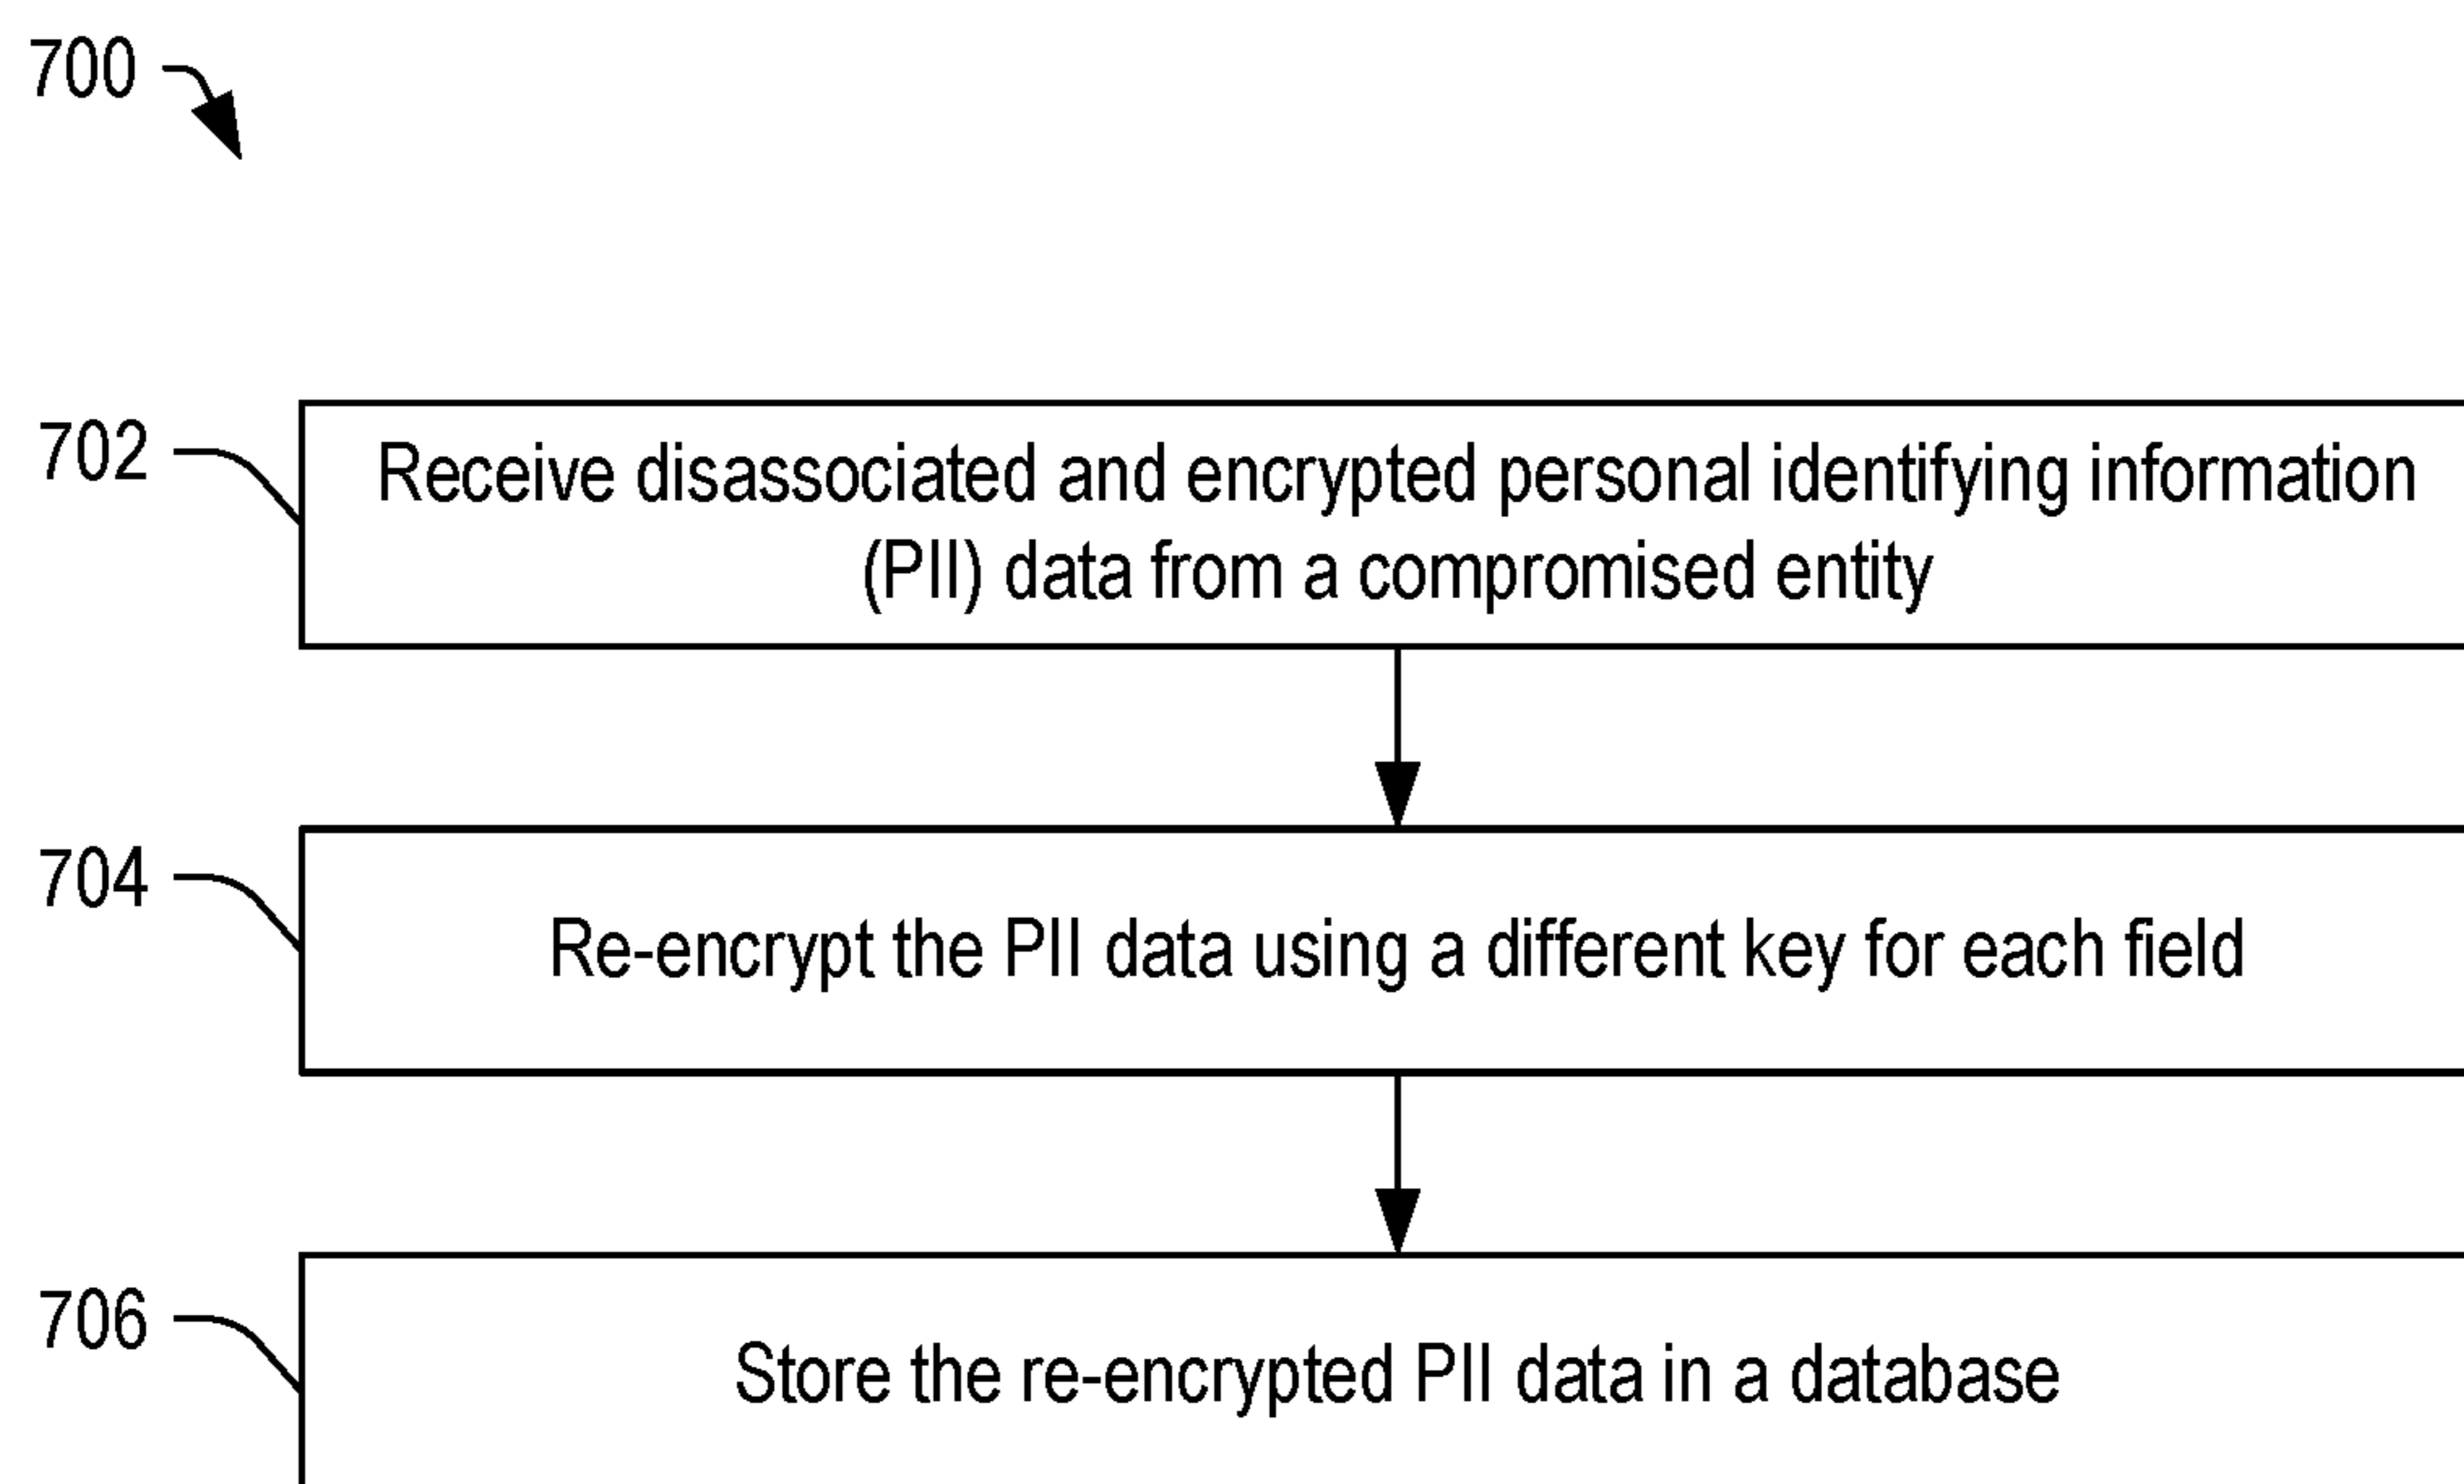 700
702
Receive disassociated and encrypted personal identifying information
(PII) data from a compromised entity
704
Re-encrypt the PII data using a different key for each field
706
Store the re-encrypted PII data in a database